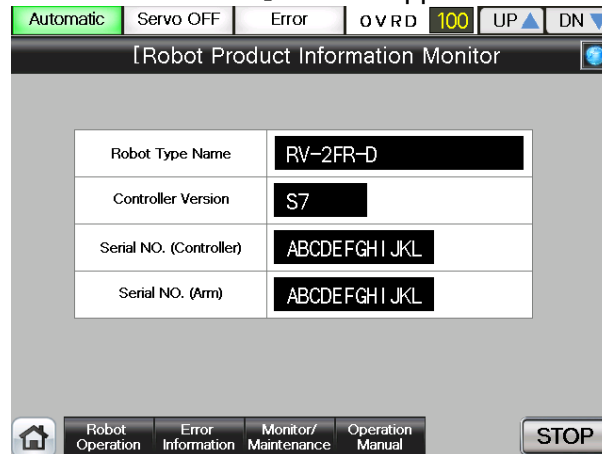 Automatic Servo OFF Error OVRD 100 UP DN
[Robot Product Information Monitor
Robot Type Name RV-2FR-D
Controller Version S7
Serial NO. (Controller) ABCDEFGHIJKL
Serial NO. (Arm) ABCDEFGHIJKL
Robot Operation Error Information Monitor/ Maintenance Operation Manual STOP